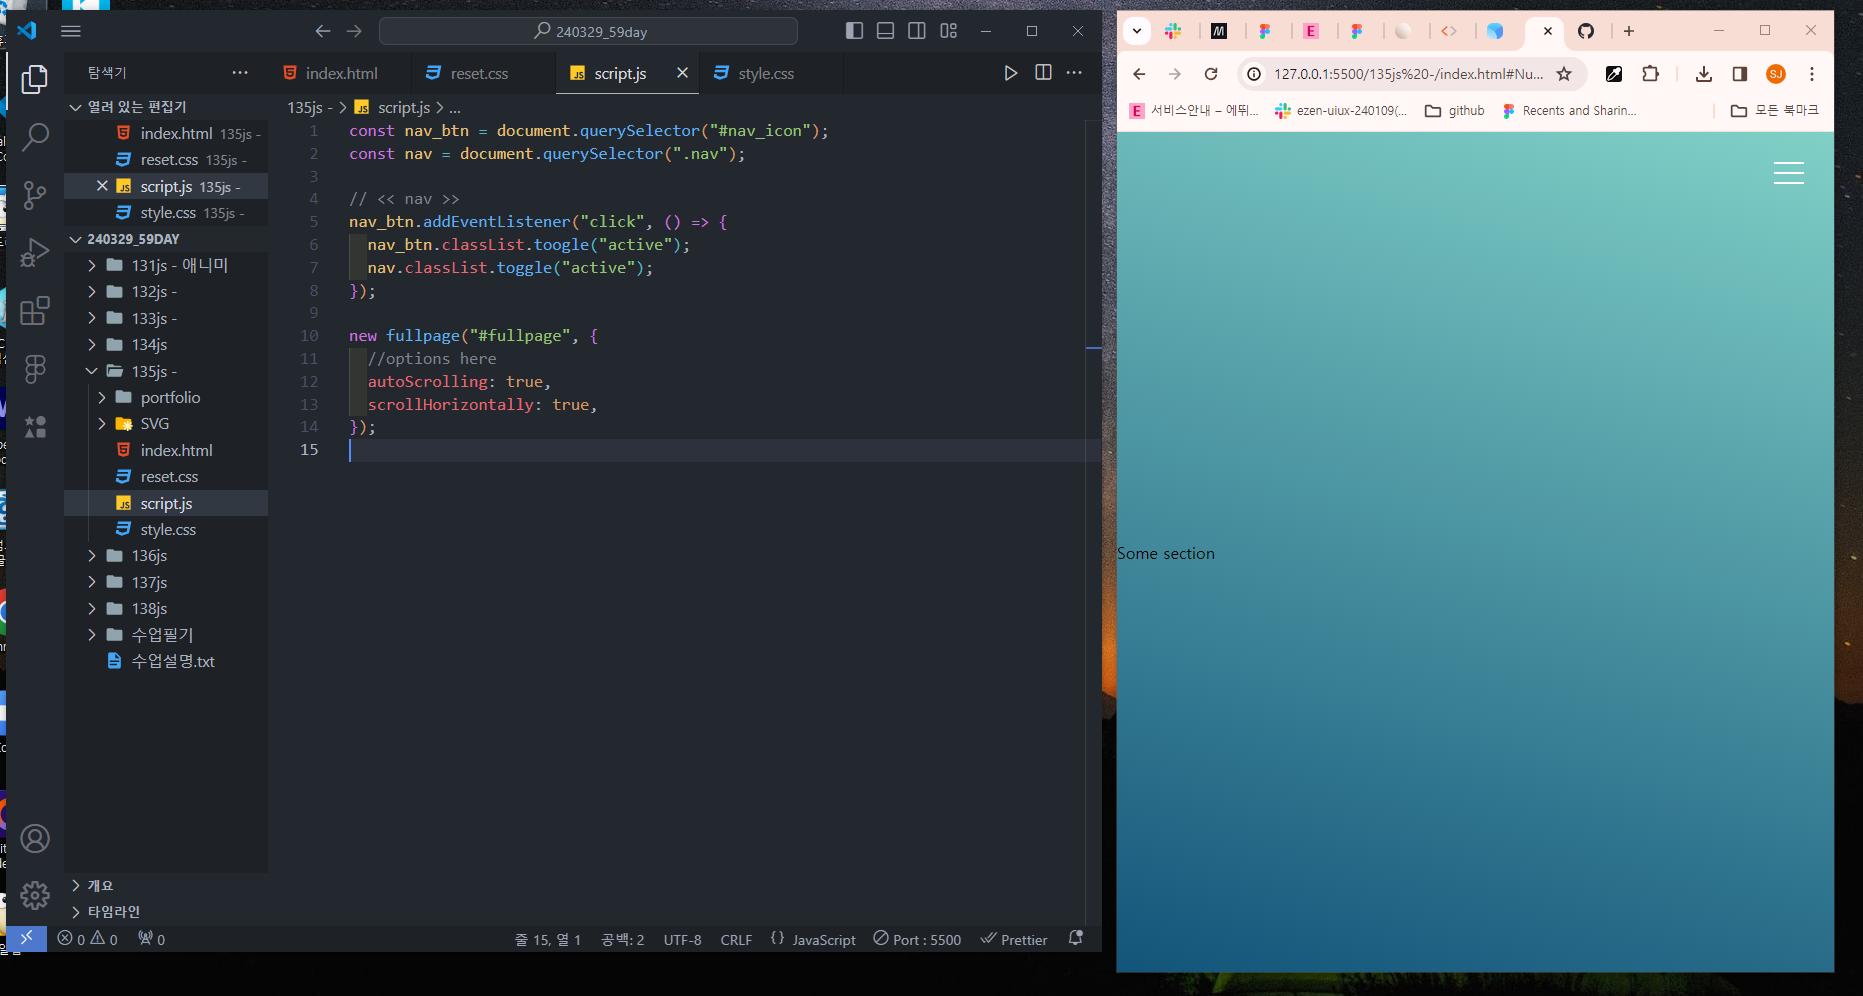 240329_59day
탐색기
index.html
reset.css
script.js
style.css
열려 있는 편집기
index.html 135js -
reset.css 135js -
script.js 135js -
style.css 135js -
240329_59DAY
131js - 애니미
132js -
133js -
134js
135js -
portfolio
SVG
index.html
reset.css
script.js
style.css
136js
137js
138js
수업필기
수업설명.txt
개요
타임라인
135js - > script.js > ...
1 const nav_btn = document.querySelector("#nav_icon");
2 const nav = document.querySelector(".nav");
3
4 // << nav >>
5 nav_btn.addEventListener("click", () => {
6 nav_btn.classList.toogle("active");
7 nav.classList.toggle("active");
8 });
9
10 new fullpage("#fullpage", {
11 //options here
12 autoScrolling: true,
13 scrollHorizontally: true,
14 });
15
0 0 0
줄 15, 열 1 공백: 2 UTF-8 CRLF {} JavaScript Port : 5500 Prettier
127.0.0.1:5500/135js%20-/index.html#Nu...
SJ
서비스안내 – 에뛰...
ezen-uiux-240109(...
github
Recents and Sharin...
모든 북마크
Some section